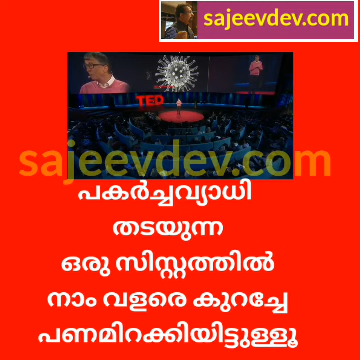 sajeevdev.com
TED
sajeevdev.com
പകർച്ചവ്യാധി
തടയുന്ന
ഒരു സിസ്റ്റത്തിൽ
നാം വളരെ കുറച്ചേ
പണമിറക്കിയിട്ടുള്ളൂ